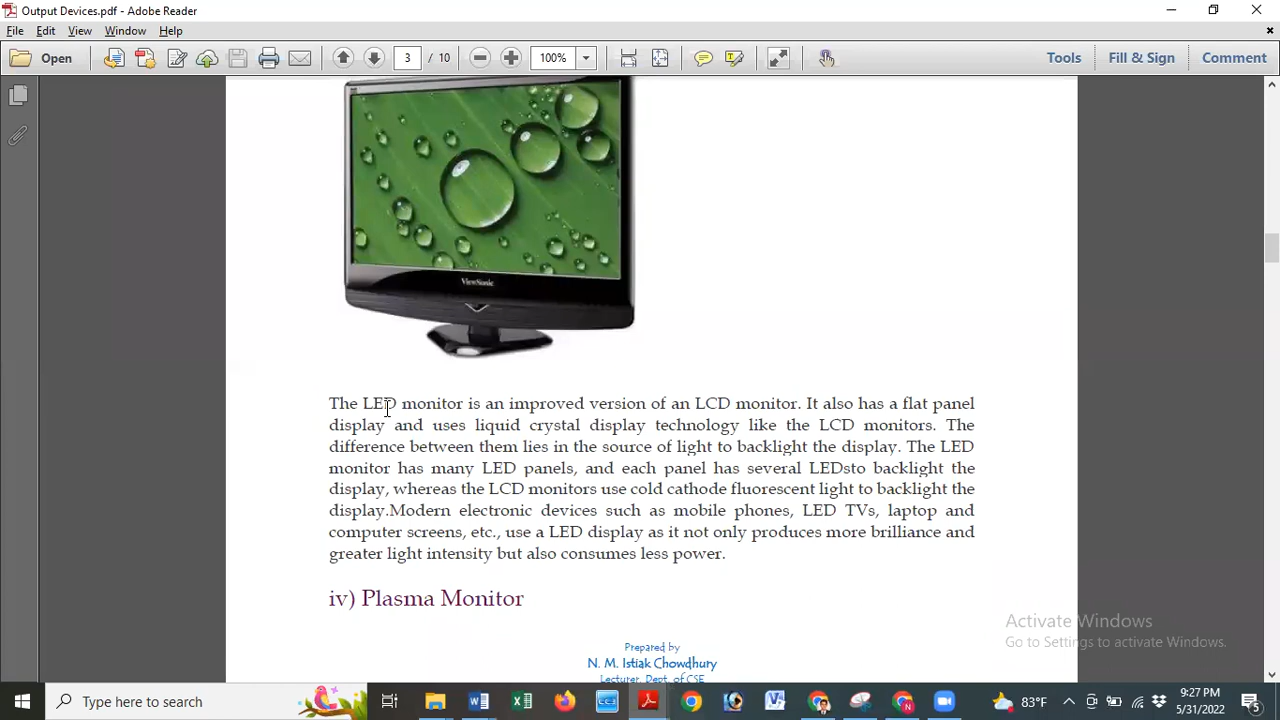 Output Devices.pdf - Adobe Reader
File Edit View Window Help
Open 3 / 10 100% Tools Fill & Sign Comment
ViewSonic
The LED monitor is an improved version of an LCD monitor. It also has a flat panel
display and uses liquid crystal display technology like the LCD monitors. The
difference between them lies in the source of light to backlight the display. The LED
monitor has many LED panels, and each panel has several LEDsto backlight the
display, whereas the LCD monitors use cold cathode fluorescent light to backlight the
display.Modern electronic devices such as mobile phones, LED TVs, laptop and
computer screens, etc., use a LED display as it not only produces more brilliance and
greater light intensity but also consumes less power.
iv) Plasma Monitor
Activate Windows
Go to Settings to activate Windows.
Prepared by
N. M. Istiak Chowdhury
Lecturer, Dept. of CSE
Type here to search
83°F
9:27 PM
5/31/2022
5